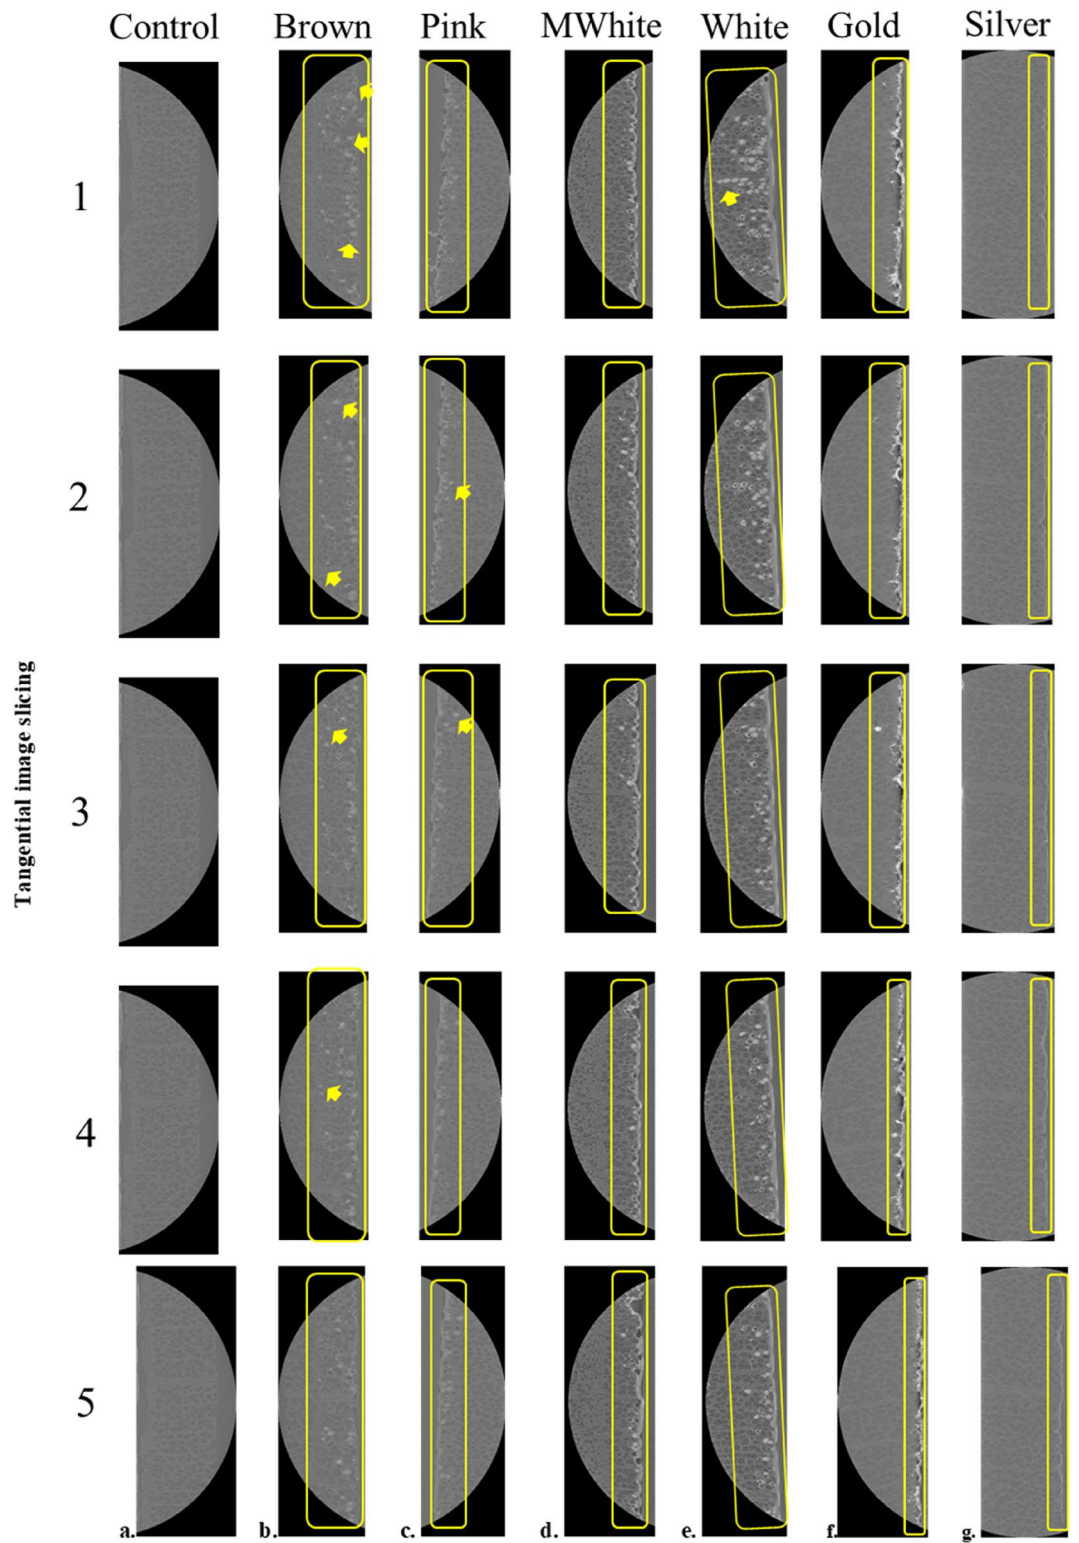 Control Brown Pink MWhite White Gold Silver
1
2
Tangential image slicing
3
4
5
a. b. c. d. e. f. g.